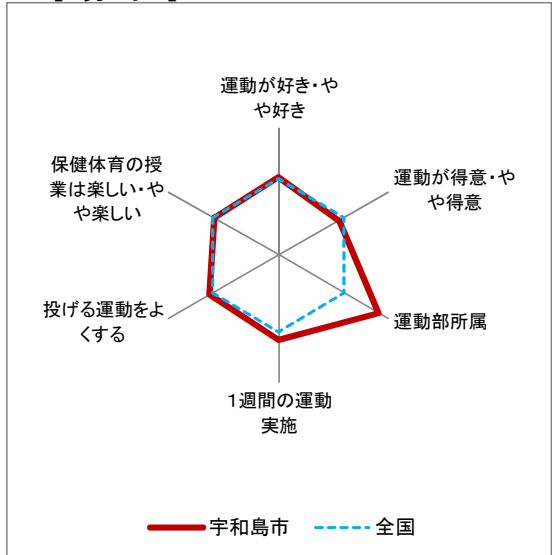 運動が好き・や
や好き
運動が得意・や
や得意
運動部所属
1週間の運動
実施
投げる運動をよ
くする
保健体育の授
業は楽しい・や
や楽しい
宇和島市
全国